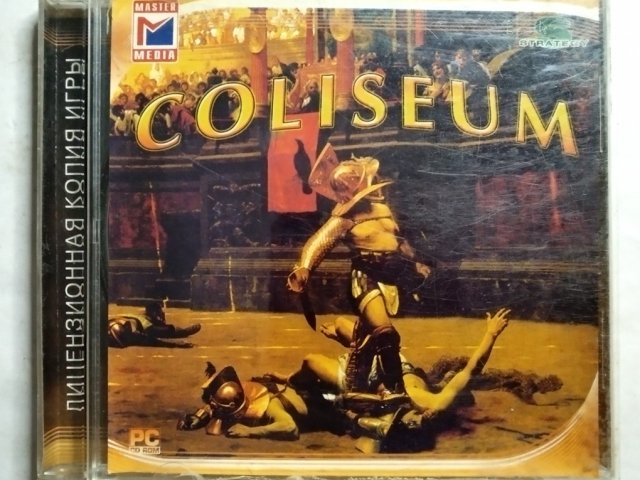 MASTER
MEDIA
STRATEGY
COLISEUM
ЛИЦЕНЗИОННАЯ КОПИЯ ИГРЫ
PC
CD ROM